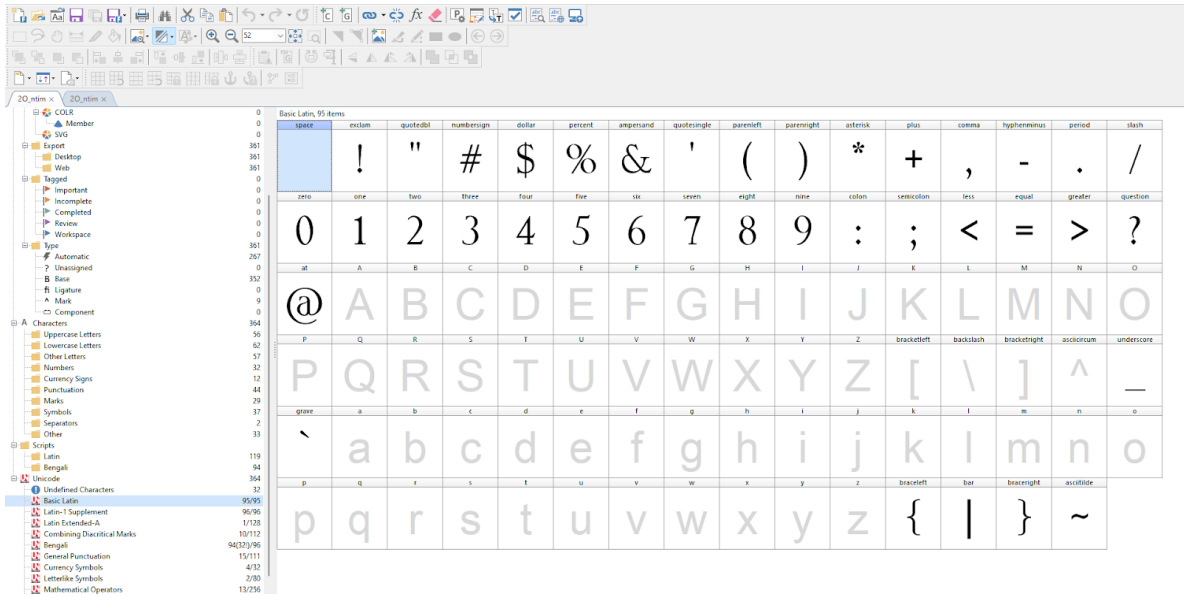 52
2O_ntim ×
2O_ntim ×
COLR 0
Member 0
SVG 0
Export 361
Desktop 361
Web 361
Tagged 0
Important 0
Incomplete 0
Completed 0
Review 0
Workspace 0
Type 361
Automatic 267
? Unassigned 0
B Base 352
fi Ligature 0
^ Mark 9
Component 0
A Characters 364
Uppercase Letters 56
Lowercase Letters 62
Other Letters 57
Numbers 32
Currency Signs 12
Punctuation 44
Marks 29
Symbols 37
Separators 2
Other 33
Scripts
Latin 119
Bengali 94
Unicode 364
Undefined Characters 32
Basic Latin 95/95
Latin-1 Supplement 96/96
Latin Extended-A 1/128
Combining Diacritical Marks 10/112
Bengali 94(32!)/96
General Punctuation 15/111
Currency Symbols 4/32
Letterlike Symbols 2/80
Mathematical Operators 13/256
Basic Latin, 95 items
space exclam quotedbl numbersign dollar percent ampersand quotesingle parenleft parenright asterisk plus comma hyphenminus period slash
! " # $ % & ' ( ) * + , - . /
zero one two three four five six seven eight nine colon semicolon less equal greater question
0 1 2 3 4 5 6 7 8 9 : ; < = > ?
at A B C D E F G H I J K L M N O
@ A B C D E F G H I J K L M N O
P Q R S T U V W X Y Z bracketleft backslash bracketright asciicircum underscore
P Q R S T U V W X Y Z [ \ ] ^ _
grave a b c d e f g h i j k l m n o
` a b c d e f g h i j k l m n o
p q r s t u v w x y z braceleft bar braceright asciitilde
p q r s t u v w x y z { | } ~